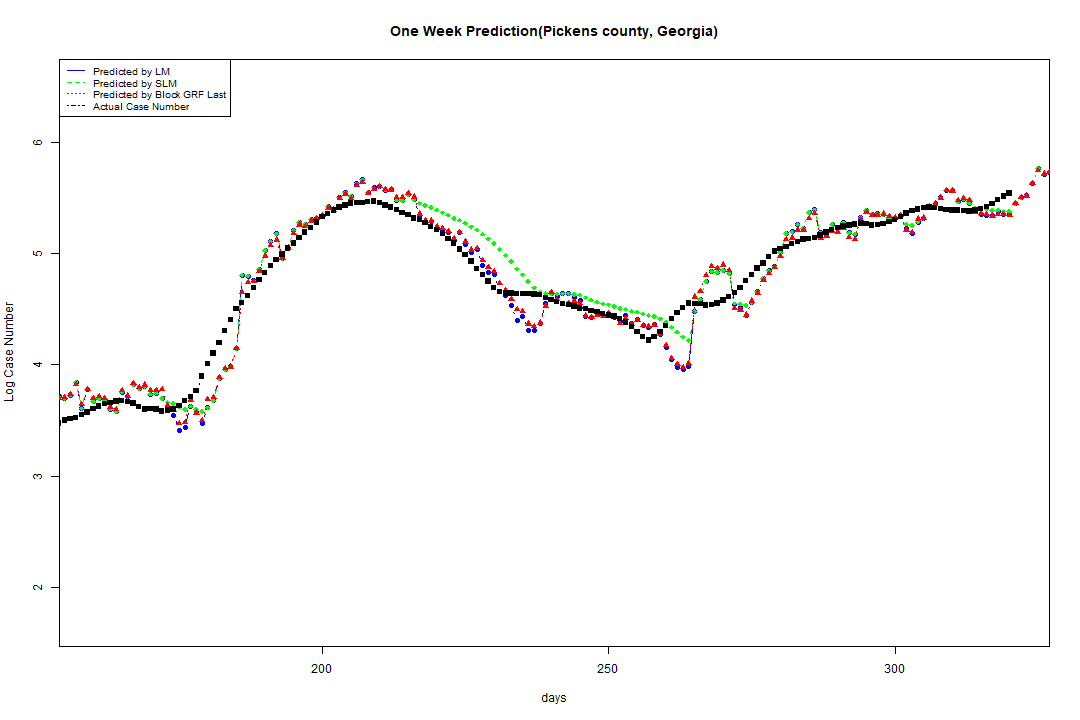 One Week Prediction(Pickens county, Georgia)
Predicted by LM
Predicted by SLM
Predicted by Block GRF Last
Actual Case Number
6
5
4
3
2
Log Case Number
200
250
300
days